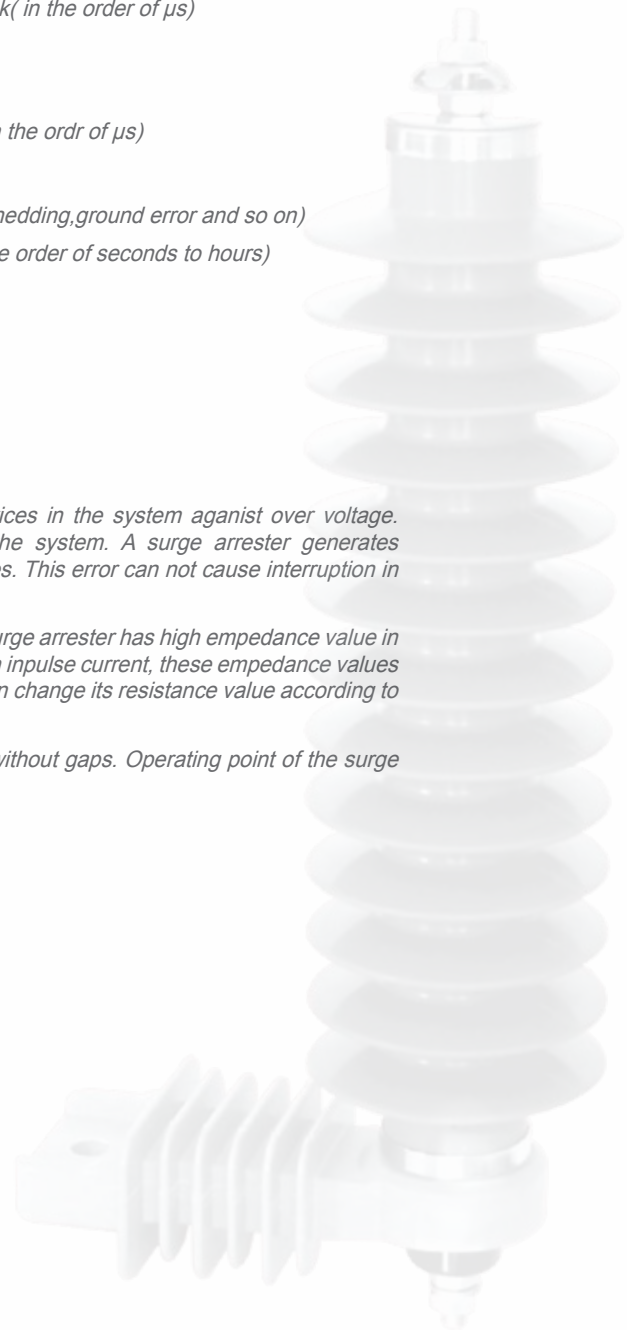 k( in the order of µs)
the ordr of µs)
hedding,ground error and so on)
e order of seconds to hours)
ices in the system aganist over voltage.
he system. A surge arrester generates
es. This error can not cause interruption in
urge arrester has high empedance value in
inpulse current, these empedance values
n change its resistance value according to
without gaps. Operating point of the surge